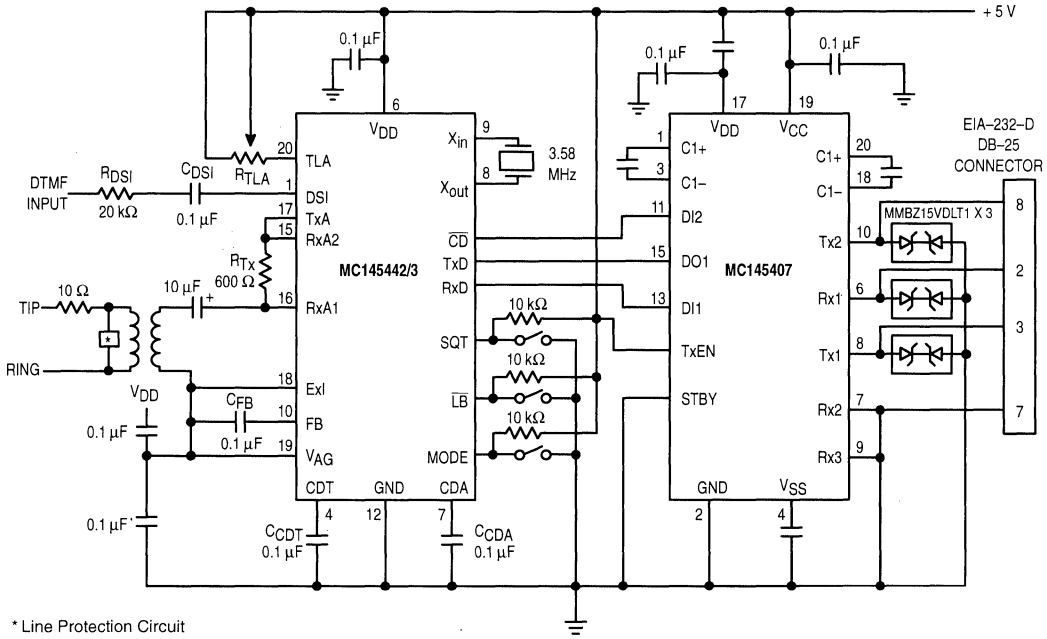 + 5 V
0.1 µF
6
VDD
20
TLA
RTLA
DTMF
INPUT
RDSI
20 kΩ
CDSI
0.1 µF
1
DSI
17
TxA
15
RxA2
RTx
600 Ω
10 µF
+
16
RxA1
TIP
10 Ω
*
RING
VDD
0.1 µF
0.1 µF
18
ExI
CFB
0.1 µF
10
FB
19
VAG
CDT
GND
CDA
4
12
7
CCDT
0.1 µF
CCDA
0.1 µF
MC145442/3
9
Xin
8
Xout
3.58
MHz
CD
TxD
RxD
SQT
10 kΩ
LB
10 kΩ
MODE
10 kΩ
0.1 µF
17
VDD
19
VCC
0.1 µF
1
C1+
3
C1–
11
DI2
15
DO1
13
DI1
TxEN
STBY
MC145407
GND
2
VSS
4
20
C1+
18
C1–
10
Tx2
6
Rx1
8
Tx1
7
Rx2
9
Rx3
MMBZ15VDLT1 X 3
EIA–232–D
DB–25
CONNECTOR
8
2
3
7
* Line Protection Circuit